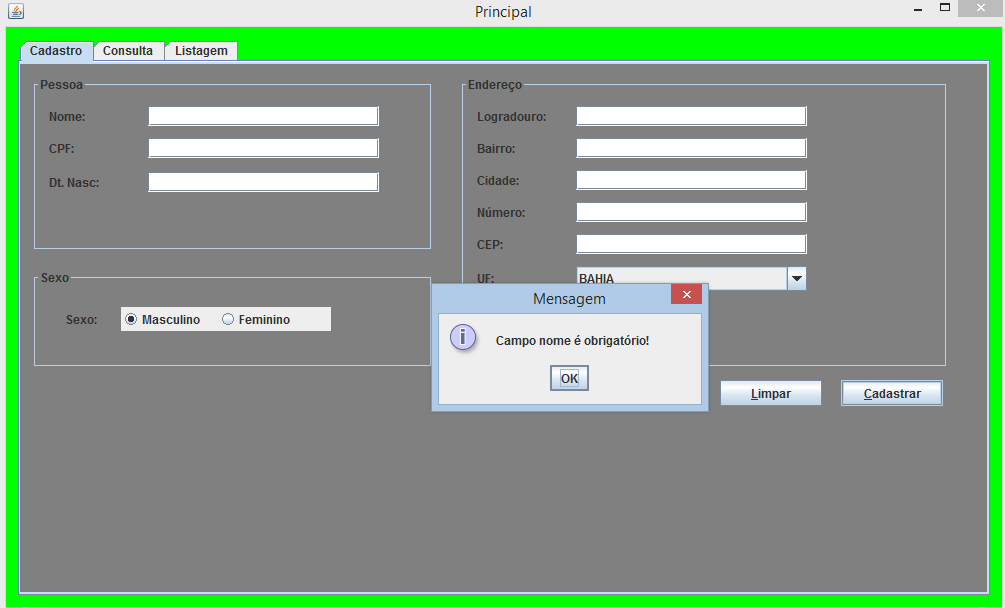 Principal
Cadastro Consulta Listagem
Pessoa
Nome:
CPF:
Dt. Nasc:
Sexo
Sexo: Masculino Feminino
Endereço
Logradouro:
Bairro:
Cidade:
Número:
CEP:
UF: BAHIA
Mensagem
Campo nome é obrigatório!
OK
Limpar Cadastrar